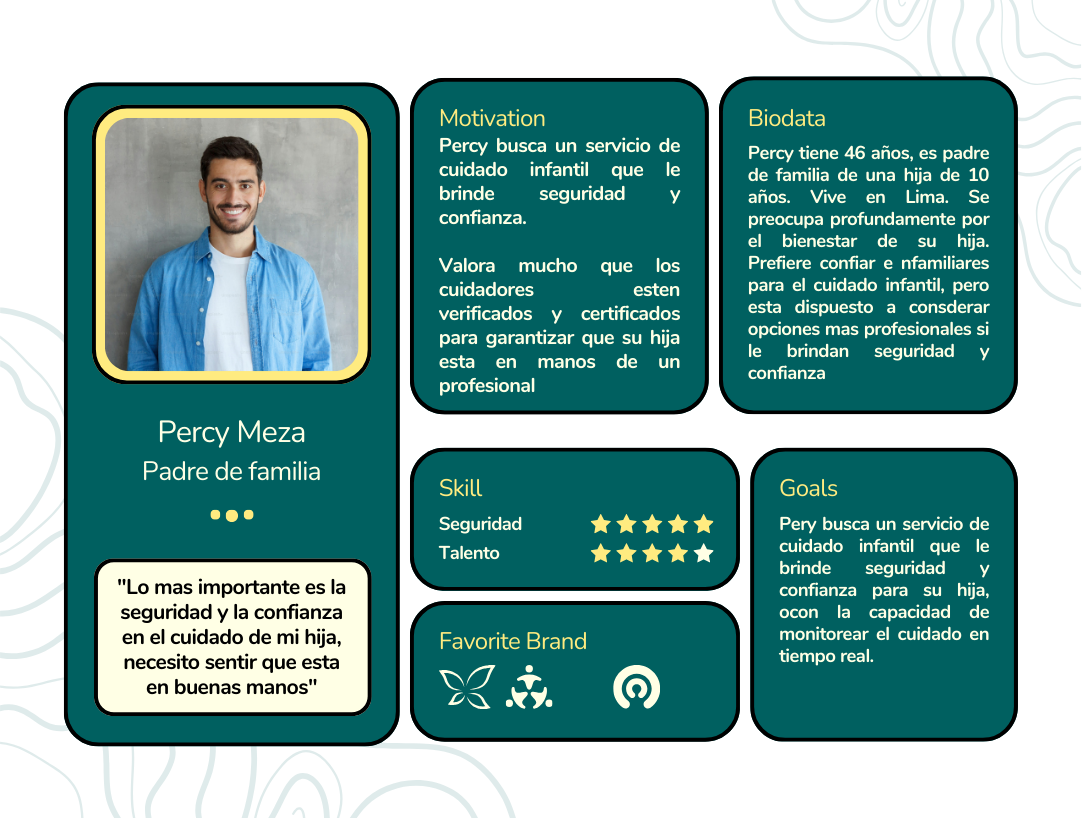 Percy Meza
Padre de familia
"Lo mas importante es la
seguridad y la confianza
en el cuidado de mi hija,
necesito sentir que esta
en buenas manos"
Motivation
Percy busca un servicio de
cuidado infantil que le
brinde seguridad y
confianza.
Valora mucho que los
cuidadores esten
verificados y certificados
para garantizar que su hija
esta en manos de un
profesional
Biodata
Percy tiene 46 años, es padre
de familia de una hija de 10
años. Vive en Lima. Se
preocupa profundamente por
el bienestar de su hija.
Prefiere confiar e nfamiliares
para el cuidado infantil, pero
esta dispuesto a consderar
opciones mas profesionales si
le brindan seguridad y
confianza
Skill
Seguridad
Talento
Favorite Brand
Goals
Pery busca un servicio de
cuidado infantil que le
brinde seguridad y
confianza para su hija,
ocon la capacidad de
monitorear el cuidado en
tiempo real.